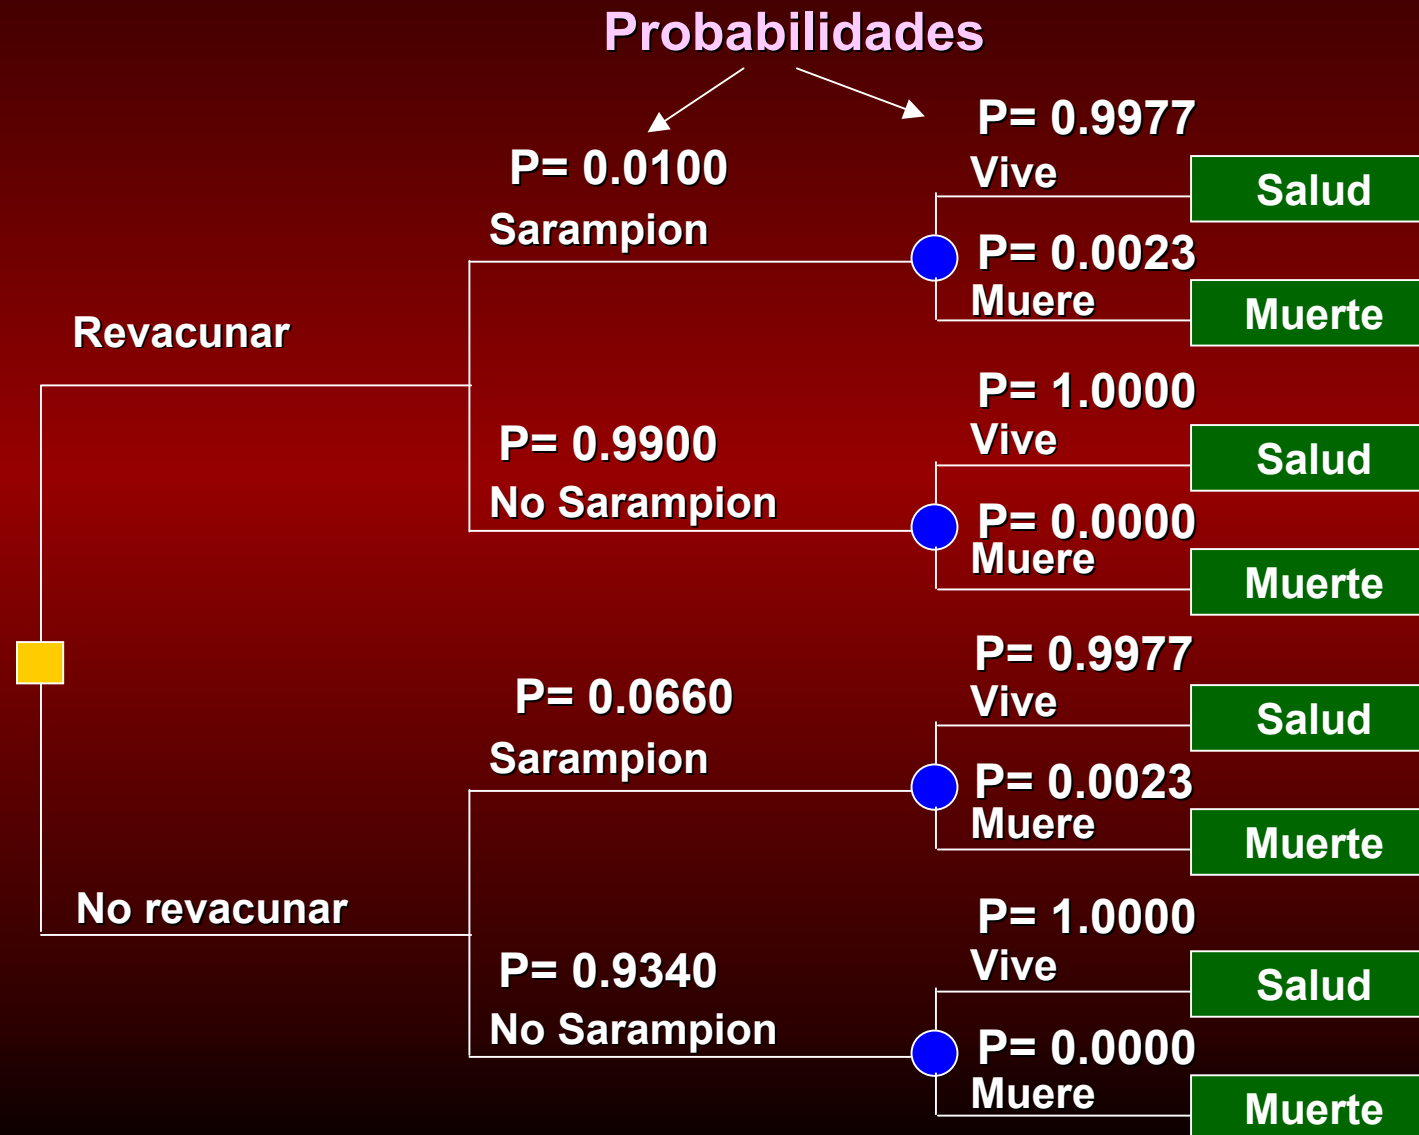 Probabilidades
P= 0.9977
P= 0.0100
Vive
Salud
Sarampion
P= 0.0023
Muere
Muerte
Revacunar
P= 1.0000
Vive
Salud
P= 0.9900
No Sarampion
P= 0.0000
Muere
Muerte
P= 0.9977
Vive
Salud
P= 0.0660
Sarampion
P= 0.0023
Muere
Muerte
No revacunar
P= 1.0000
Vive
Salud
P= 0.9340
No Sarampion
P= 0.0000
Muere
Muerte